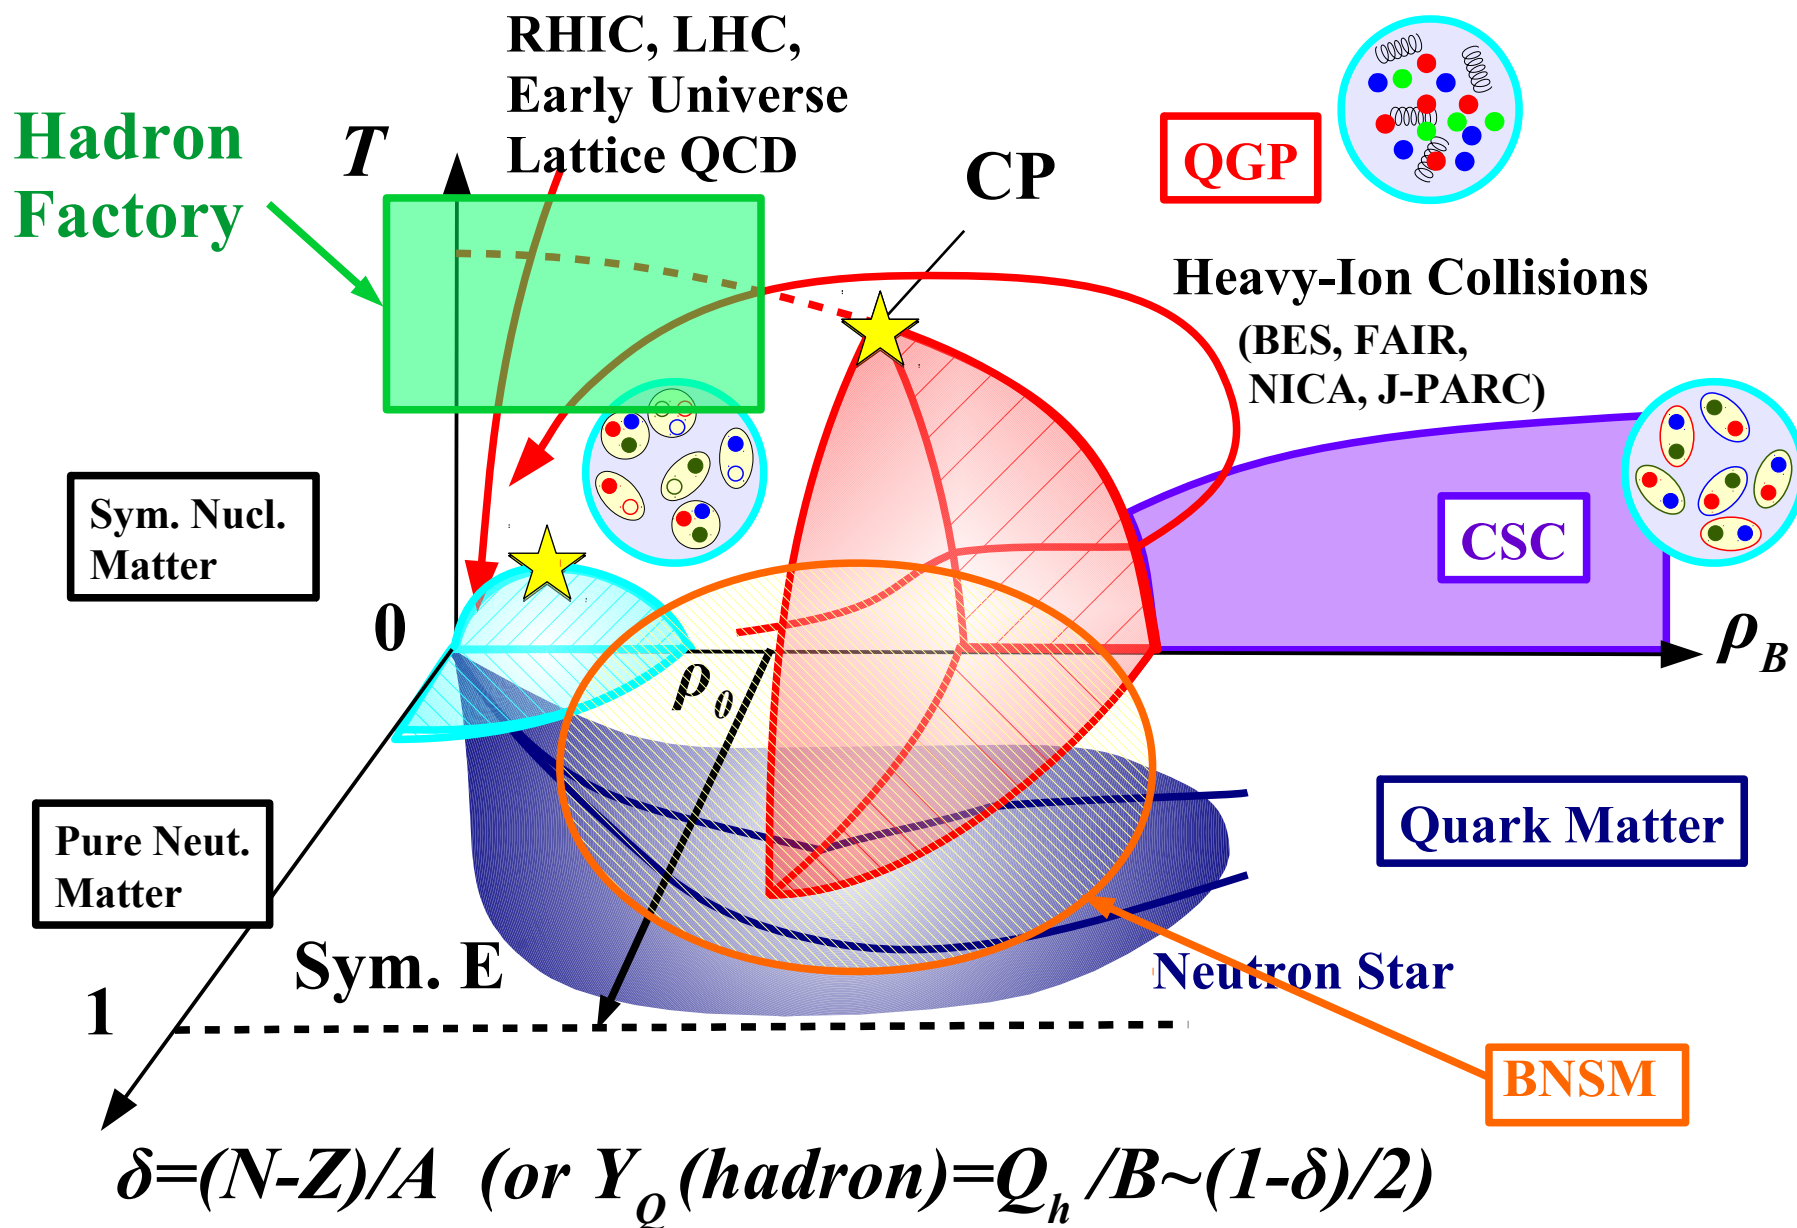 RHIC, LHC,
Early Universe
Lattice QCD
Hadron
Factory
T
CP
QGP
Heavy-Ion Collisions
(BES, FAIR,
NICA, J-PARC)
Sym. Nucl.
Matter
CSC
0
ρ0
ρB
Pure Neut.
Matter
Quark Matter
Sym. E
Neutron Star
1
BNSM
δ=(N-Z)/A (or YQ (hadron)=Qh /B~(1-δ)/2)